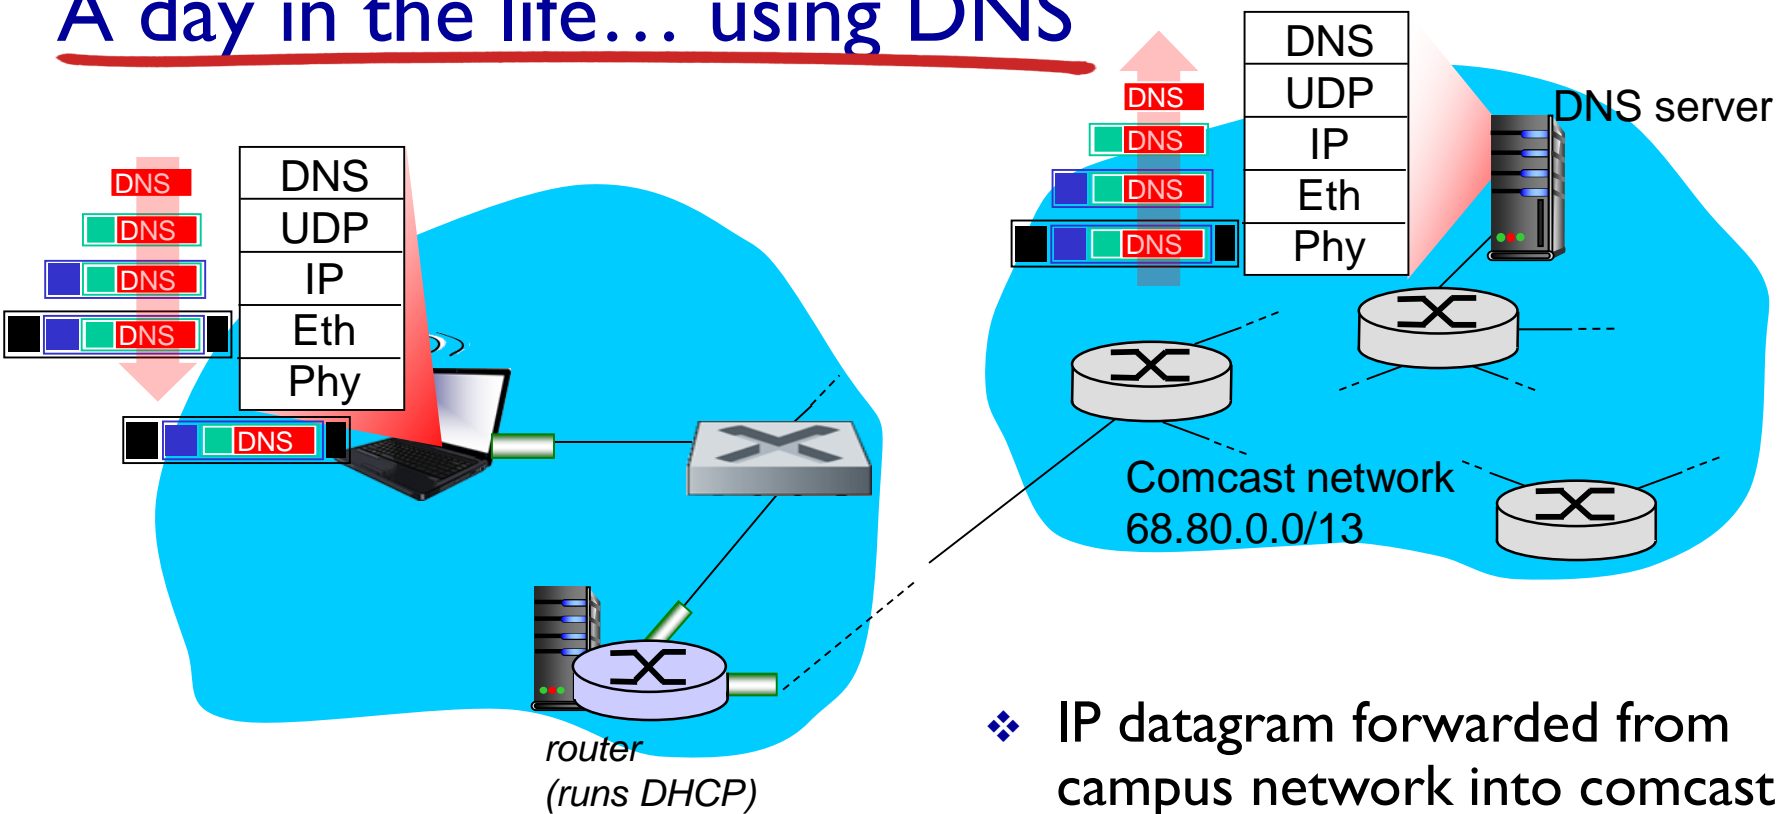 A day in the life... using DNS
DNS
DNS
DNS
DNS
DNS
DNS
UDP
IP
Eth
Phy
DNS
DNS
DNS
DNS
DNS
UDP
IP
Eth
Phy
DNS server
Comcast network
68.80.0.0/13
router
(runs DHCP)
❖ IP datagram forwarded from
campus network into comcast